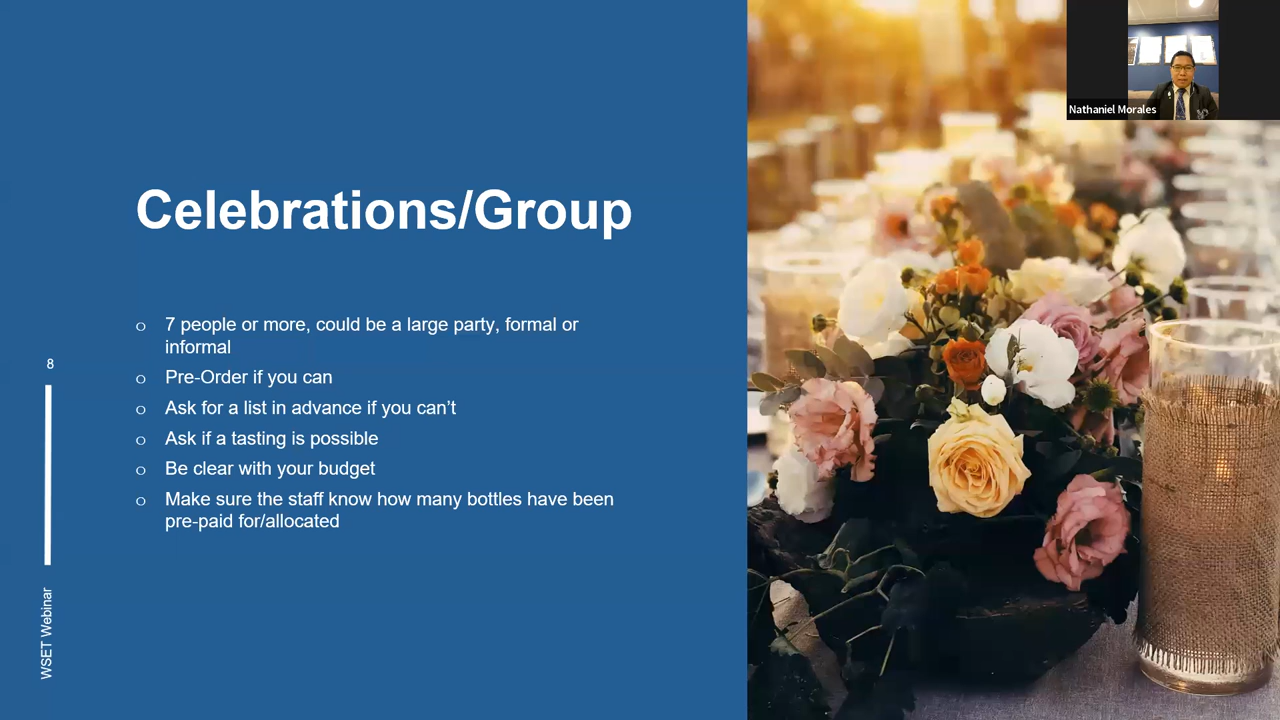 Nathaniel Morales
Celebrations/Group
o 7 people or more, could be a large party, formal or
informal
o Pre-Order if you can
o Ask for a list in advance if you can’t
o Ask if a tasting is possible
o Be clear with your budget
o Make sure the staff know how many bottles have been
pre-paid for/allocated
8
WSET Webinar